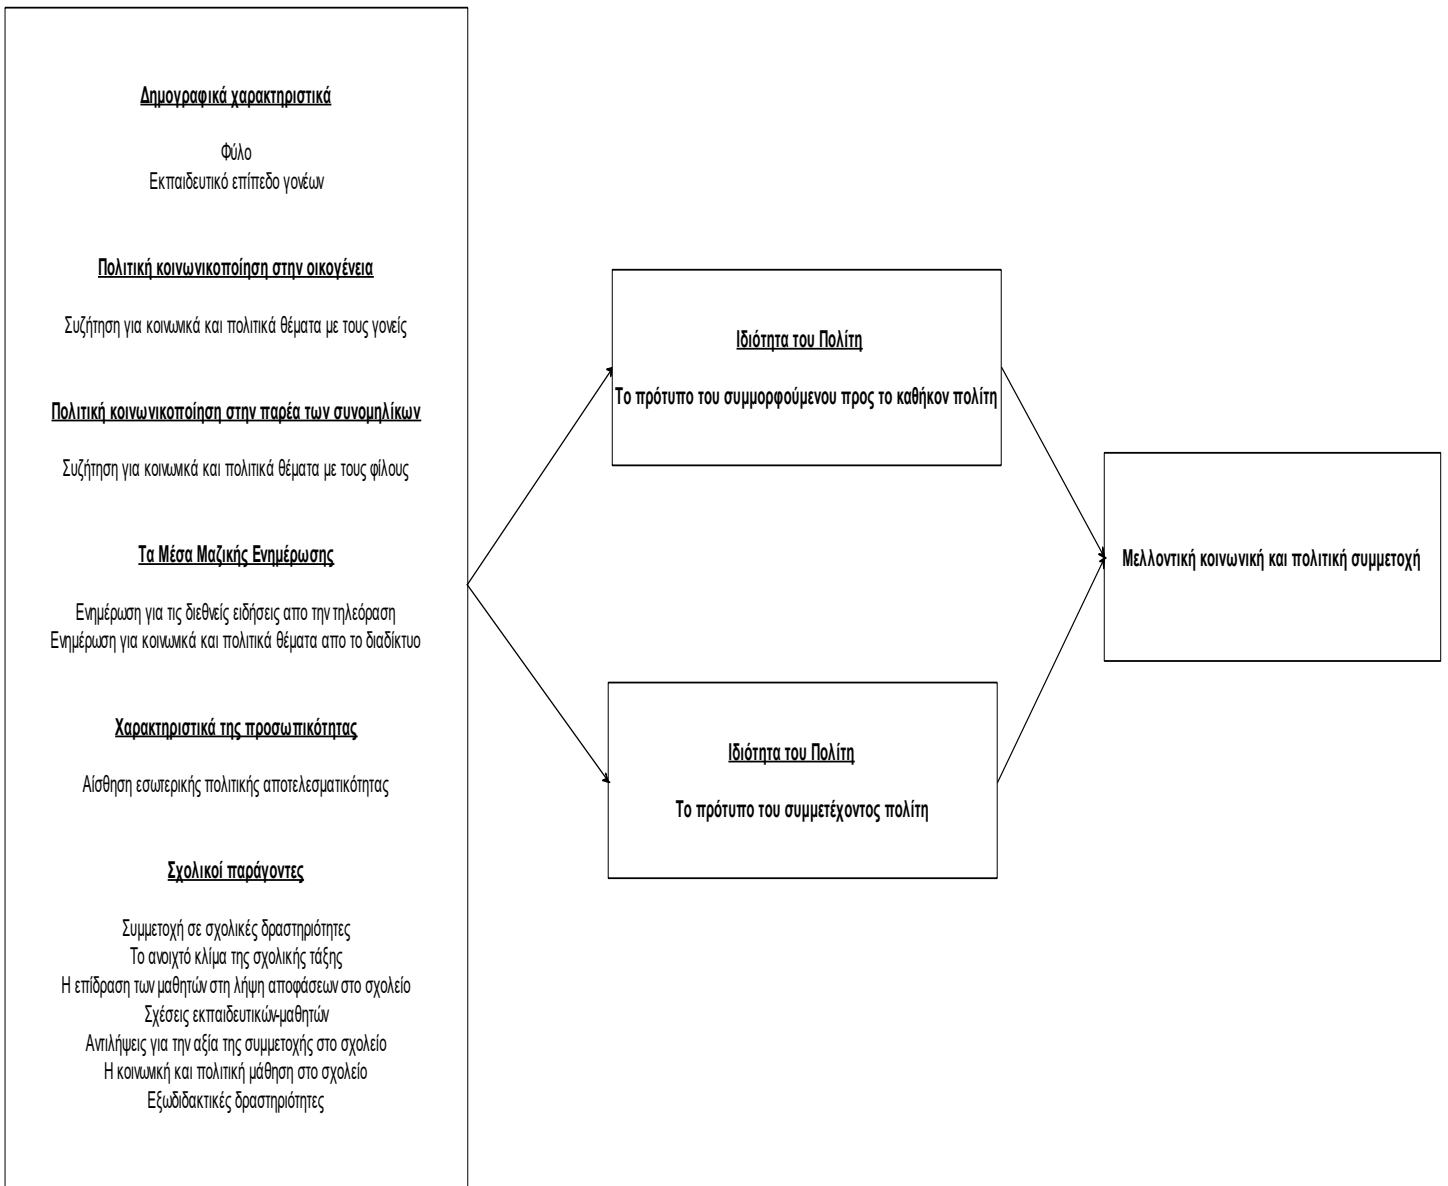 Δημογραφικά χαρακτηριστικά
Φύλο
Εκπαιδευτικό επίπεδο γονέων
Πολιτική κοινωνικοποίηση στην οικογένεια
Συζήτηση για κοινωνικά και πολιτικά θέματα με τους γονείς
Πολιτική κοινωνικοποίηση στην παρέα των συνομηλίκων
Συζήτηση για κοινωνικά και πολιτικά θέματα με τους φίλους
Τα Μέσα Μαζικής Ενημέρωσης
Ενημέρωση για τις διεθνείς ειδήσεις απο την τηλεόραση
Ενημέρωση για κοινωνικά και πολιτικά θέματα απο το διαδίκτυο
Χαρακτηριστικά της προσωπικότητας
Αίσθηση εσωτερικής πολιτικής αποτελεσματικότητας
Σχολικοί παράγοντες
Συμμετοχή σε σχολικές δραστηριότητες
Το ανοιχτό κλίμα της σχολικής τάξης
Η επίδραση των μαθητών στη λήψη αποφάσεων στο σχολείο
Σχέσεις εκπαιδευτικών-μαθητών
Αντιλήψεις για την αξία της συμμετοχής στο σχολείο
Η κοινωνική και πολιτική μάθηση στο σχολείο
Εξωδιδακτικές δραστηριότητες
Ιδιότητα του Πολίτη
Το πρότυπο του συμμορφούμενου προς το καθήκον πολίτη
Ιδιότητα του Πολίτη
Το πρότυπο του συμμετέχοντος πολίτη
Μελλοντική κοινωνική και πολιτική συμμετοχή